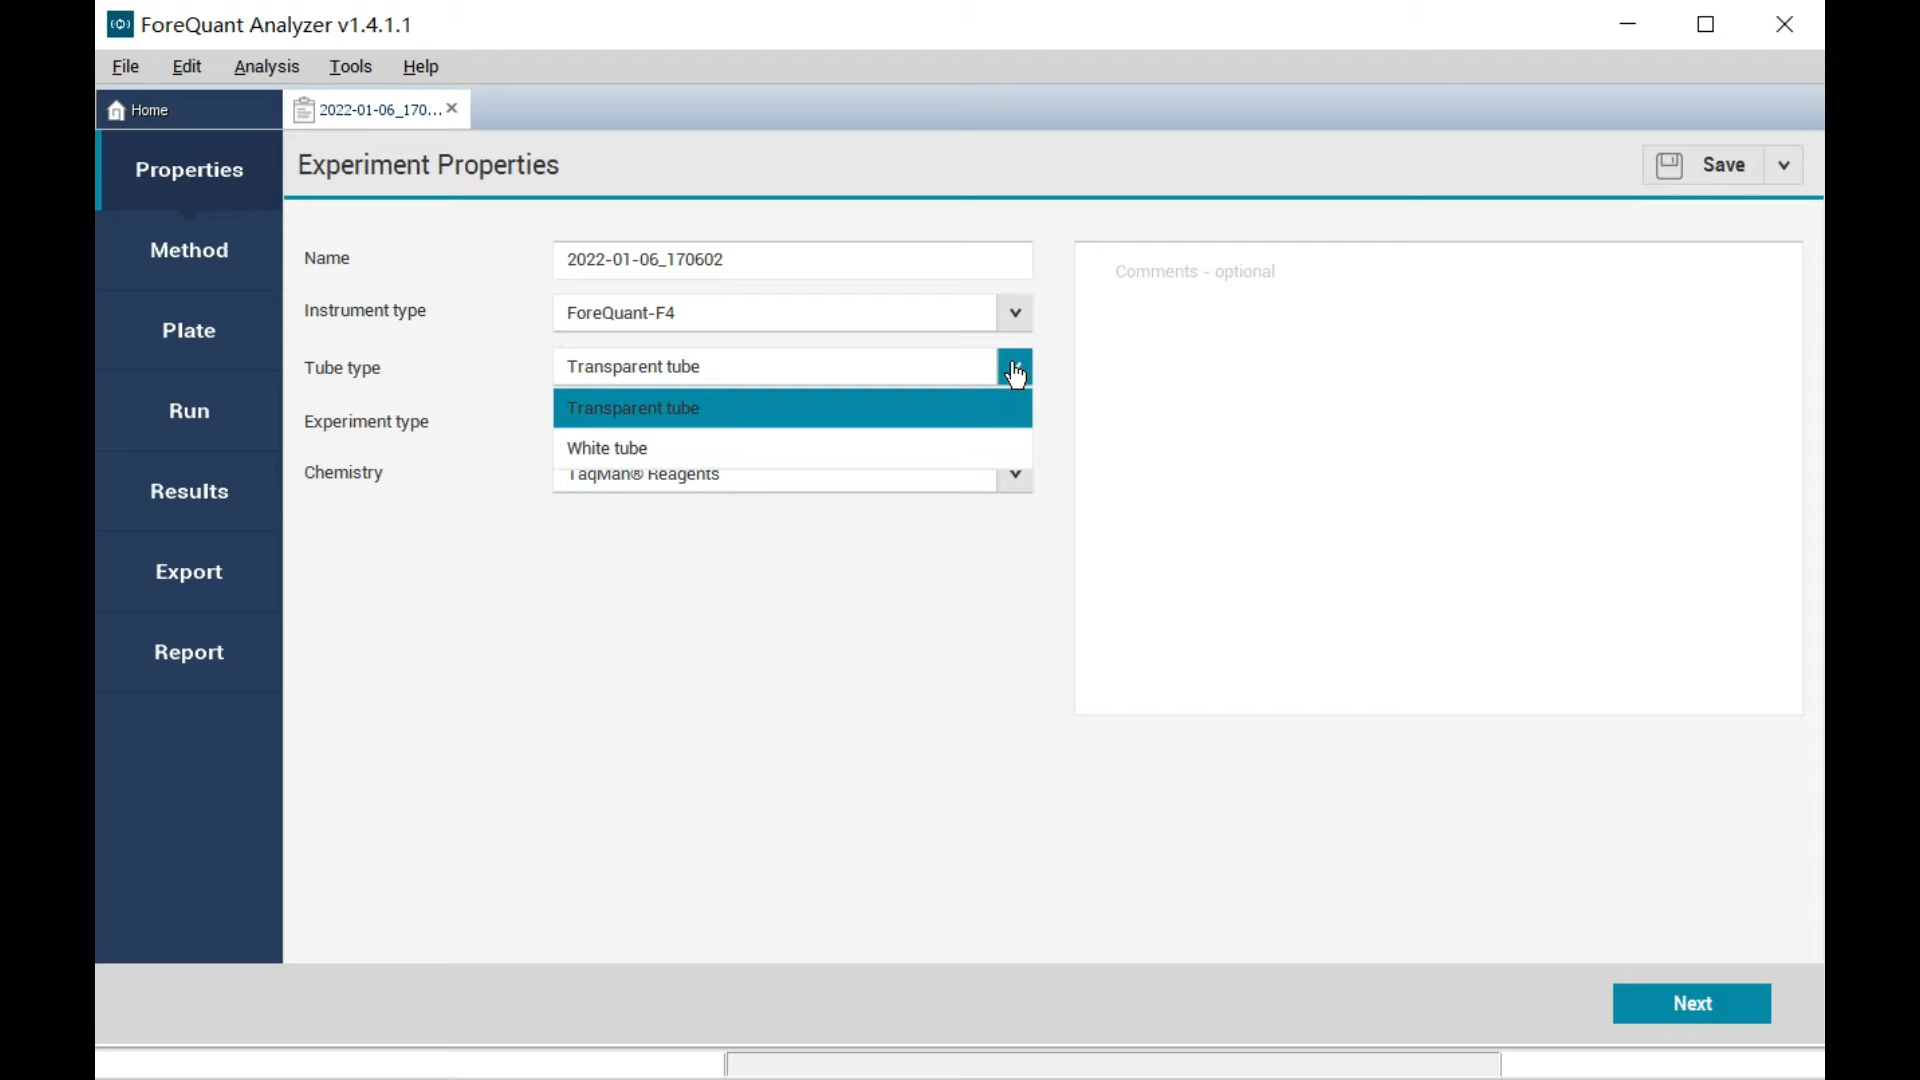 ForeQuant Analyzer v1.4.1.1
File Edit Analysis Tools Help
Home 2022-01-06_170...
Properties
Experiment Properties
Save
Method
Plate
Run
Results
Export
Report
Name 2022-01-06_170602
Comments - optional
Instrument type ForeQuant-F4
Tube type Transparent tube
Transparent tube
Experiment type
White tube
Chemistry TaqMan® Reagents
Next